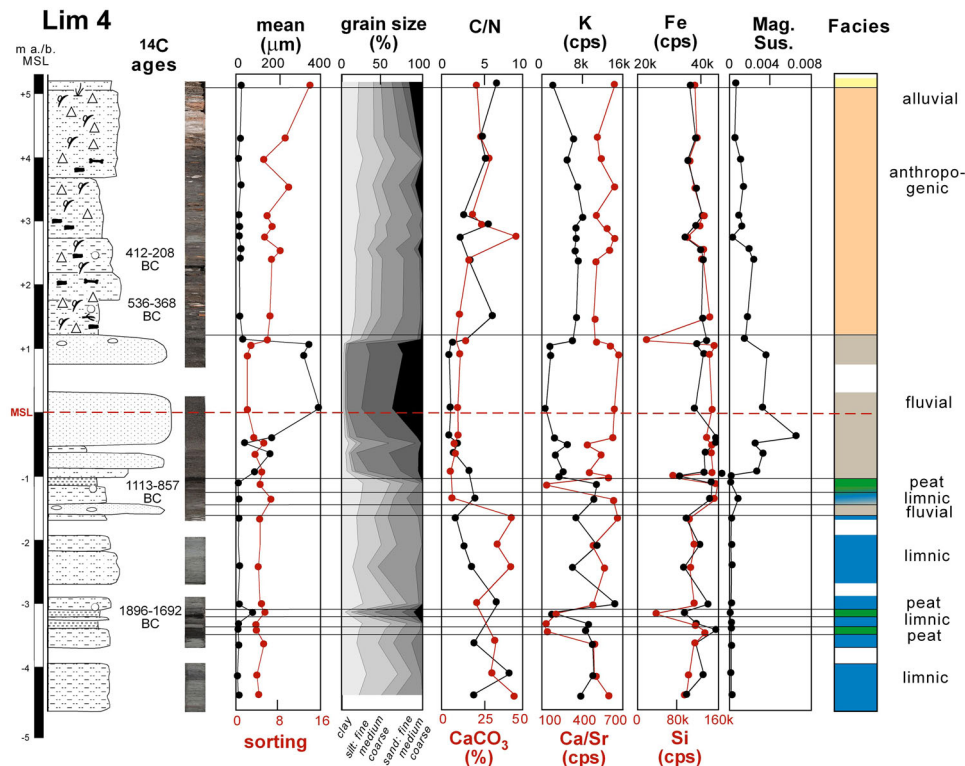 Lim 4
m a./b.
MSL
14C
ages
mean
(μm)
0 200 400
grain size
(%)
0 50 100
C/N
0 5 10
K
(cps)
0 8k 16k
Fe
(cps)
20k 40k
Mag.
Sus.
0 0.004 0.008
Facies
+5
+4
+3
+2
+1
MSL
-1
-2
-3
-4
-5
412-208
BC
536-368
BC
1113-857
BC
1896-1692
BC
alluvial
anthropo-
genic
fluvial
peat
limnic
fluvial
limnic
peat
limnic
peat
limnic
0 8 16
sorting
clay
silt: fine
medium
coarse
sand: fine
medium
coarse
0 25 50
CaCO3
(%)
100 400 700
Ca/Sr
(cps)
0 80k 160k
Si
(cps)